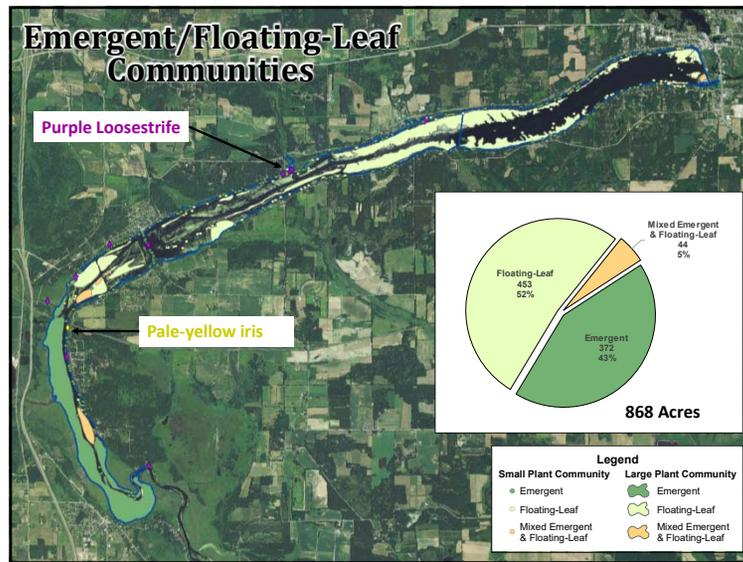 Emergent/Floating-Leaf
Communities
Purple Loosestrife
Pale-yellow iris
Mixed Emergent
& Floating-Leaf
44
5%
Floating-Leaf
453
52%
Emergent
372
43%
868 Acres
Legend
Small Plant Community
Large Plant Community
Emergent
Emergent
Floating-Leaf
Floating-Leaf
Mixed Emergent
& Floating-Leaf
Mixed Emergent
& Floating-Leaf